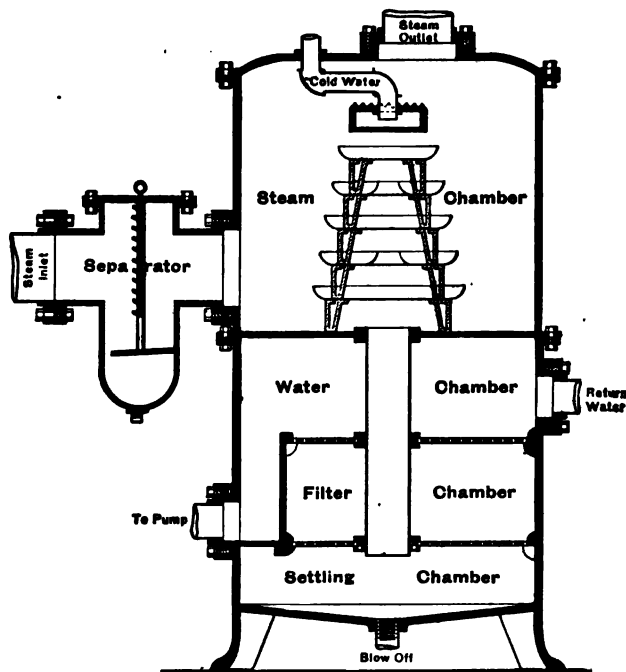 Steam
Outlet
Cold Water
Steam Chamber
Steam
Inlet
Separator
Water Chamber
Return
Water
Filter Chamber
To Pump
Settling Chamber
Blow Off